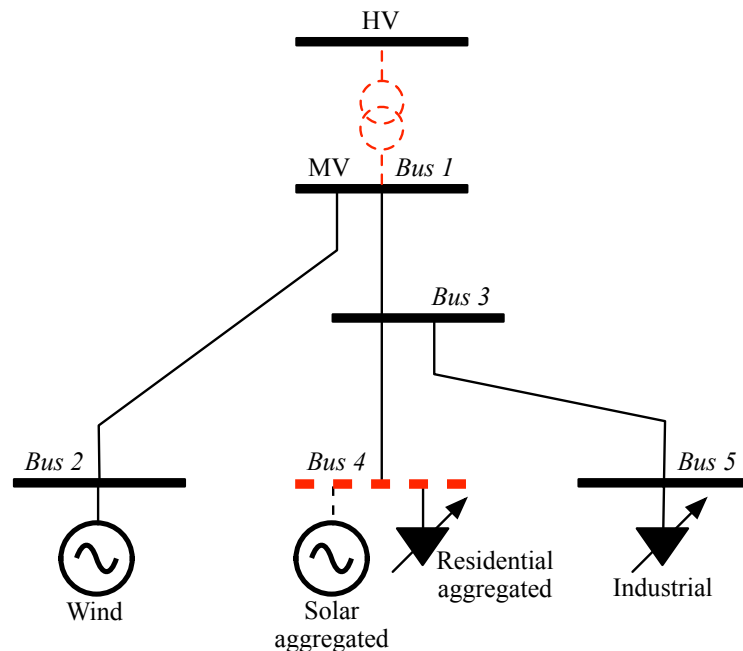 HV
MV
Bus 1
Bus 3
Bus 2
Bus 4
Bus 5
Wind
Solar
aggregated
Residential
aggregated
Industrial